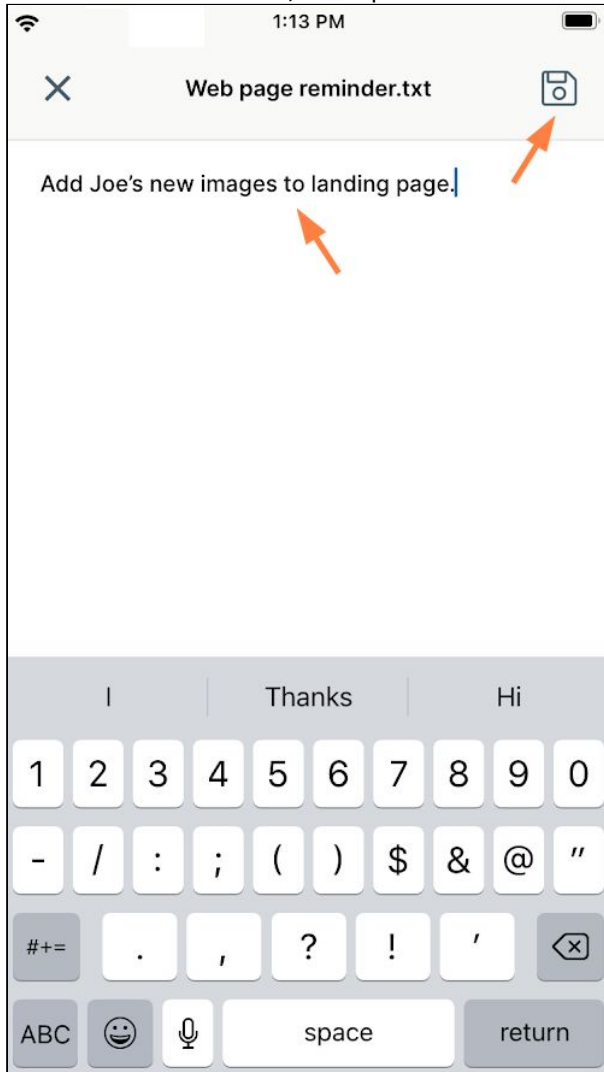 1:13 PM
Web page reminder.txt
Add Joe’s new images to landing page.
I Thanks Hi
1 2 3 4 5 6 7 8 9 0
- / : ; ( ) $ & @ "
#+= . , ? ! '
ABC space return